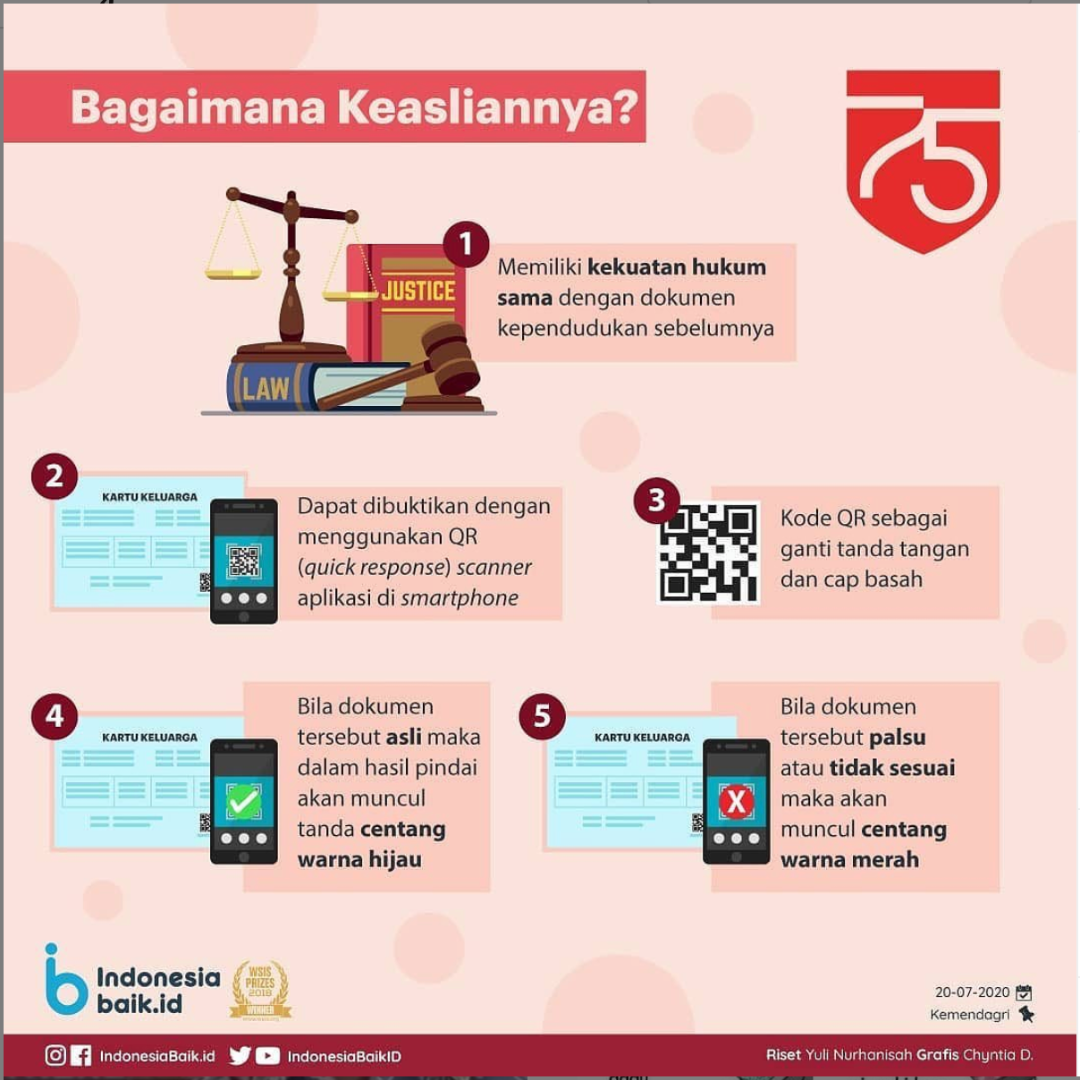 Bagaimana Keasliannya?
75
1
Memiliki kekuatan hukum
sama dengan dokumen
kependudukan sebelumnya
JUSTICE
LAW
2
KARTU KELUARGA
Dapat dibuktikan dengan
menggunakan QR
(quick response) scanner
aplikasi di smartphone
3
Kode QR sebagai
ganti tanda tangan
dan cap basah
4
KARTU KELUARGA
Bila dokumen
tersebut asli maka
dalam hasil pindai
akan muncul
tanda centang
warna hijau
5
KARTU KELUARGA
X
Bila dokumen
tersebut palsu
atau tidak sesuai
maka akan
muncul centang
warna merah
Indonesia
baik.id
WSIS
PRIZES
2018
WINNER
20-07-2020
Kemendagri
IndonesiaBaik.id
IndonesiaBaikID
Riset Yuli Nurhanisah Grafis Chyntia D.